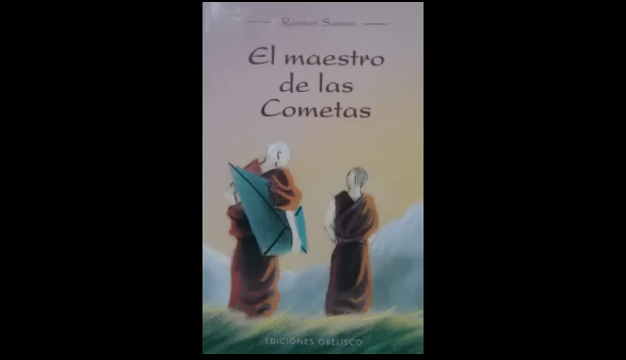 Raimon Samsó
El maestro
de las
Cometas
EDICIONES OBELISCO